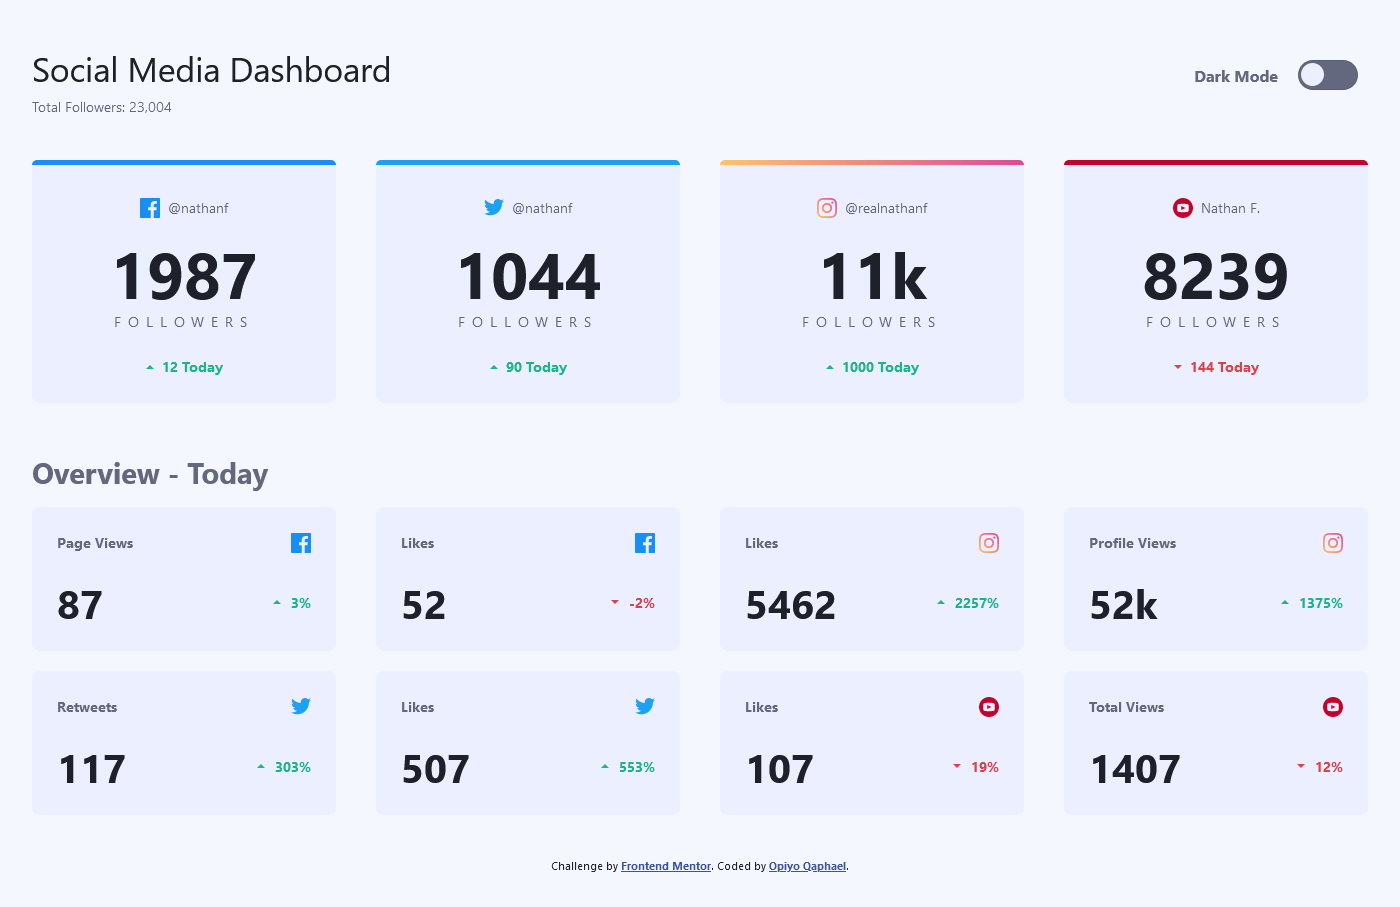 Social Media Dashboard
Total Followers: 23,004
Dark Mode
@nathanf
1987
FOLLOWERS
12 Today
@nathanf
1044
FOLLOWERS
90 Today
@realnathanf
11k
FOLLOWERS
1000 Today
Nathan F.
8239
FOLLOWERS
144 Today
Overview - Today
Page Views
87
3%
Likes
52
-2%
Likes
5462
2257%
Profile Views
52k
1375%
Retweets
117
303%
Likes
507
553%
Likes
107
19%
Total Views
1407
12%
Challenge by Frontend Mentor. Coded by Opiyo Qaphael.